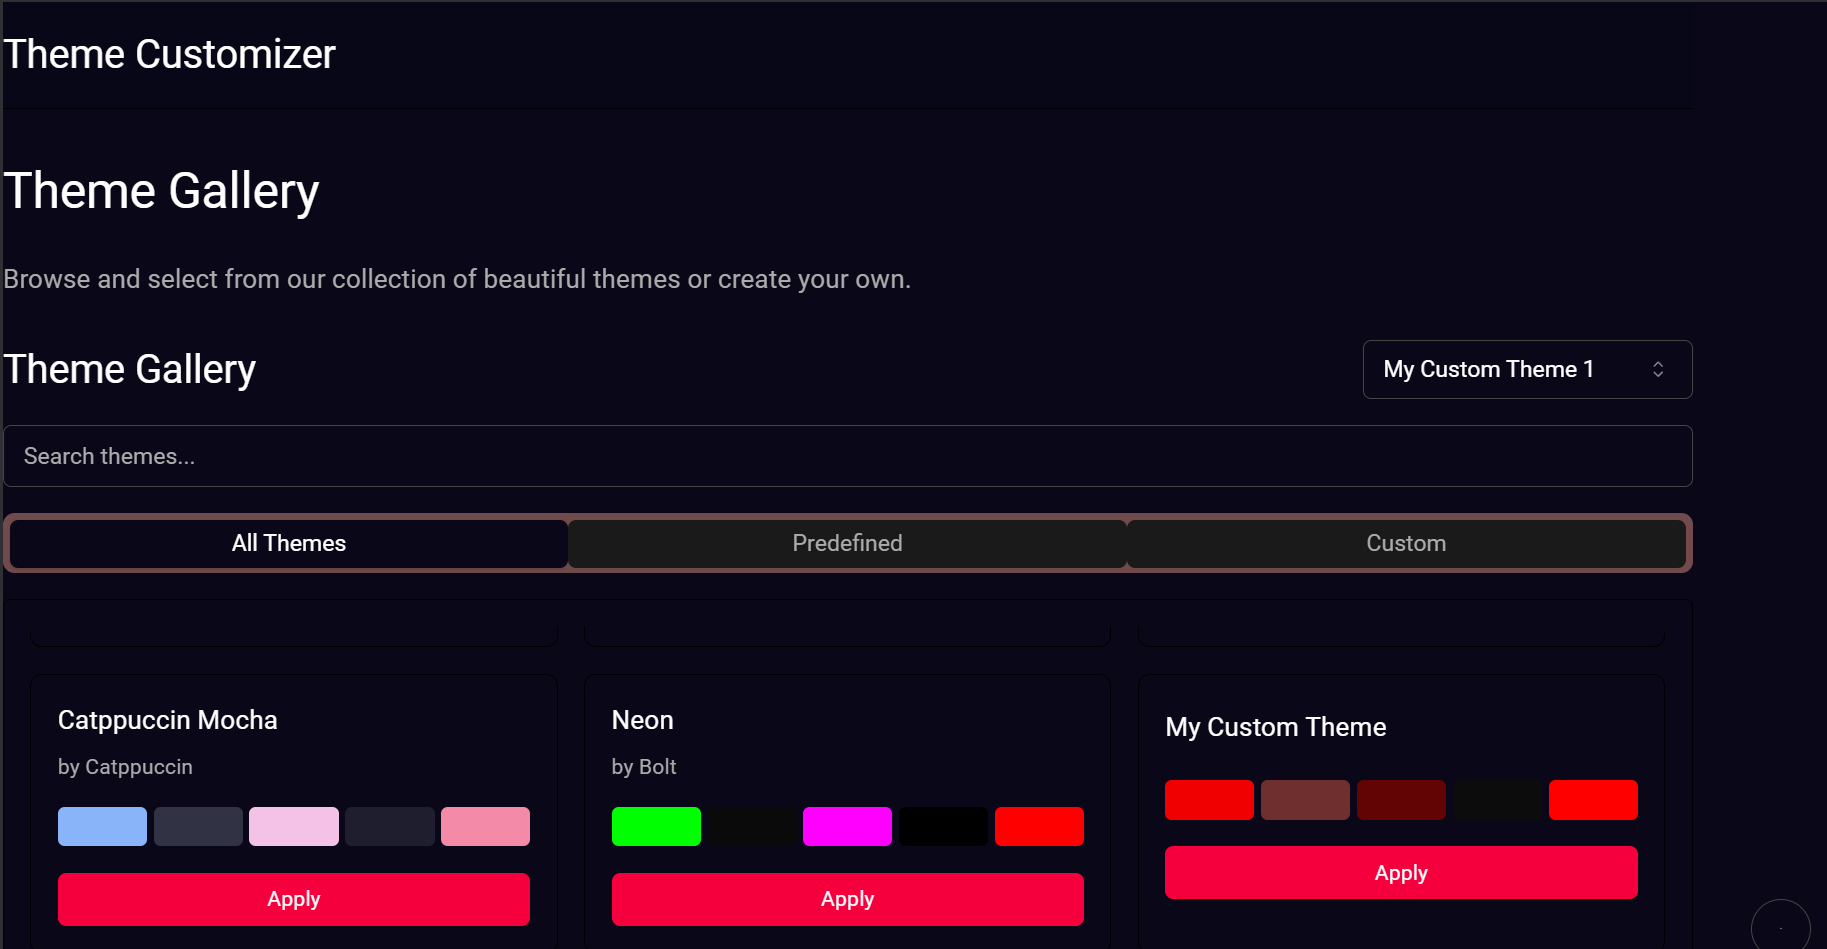 Theme Customizer
Theme Gallery
Browse and select from our collection of beautiful themes or create your own.
Theme Gallery
My Custom Theme 1
Search themes...
All Themes
Predefined
Custom
Catppuccin Mocha
by Catppuccin
Apply
Neon
by Bolt
Apply
My Custom Theme
Apply